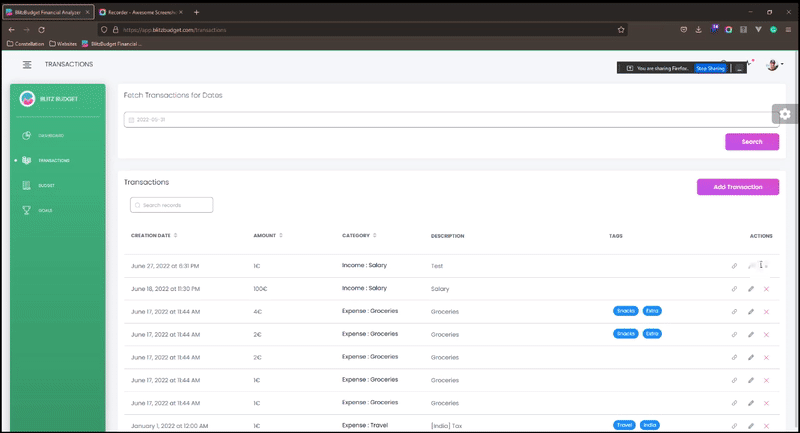 BlitzBudget Financial Analyzer
Recorder - Awesome Screensh
https://app.blitzbudget.com/transactions
Constellation
Websites
BlitzBudget Financial ...
TRANSACTIONS
You are sharing Firefox.
Stop Sharing
BLITZ BUDGET
DASHBOARD
TRANSACTIONS
BUDGET
GOALS
Fetch Transactions for Dates
2022-05-31
Search
Transactions
Add Transaction
Search records
CREATION DATE AMOUNT CATEGORY DESCRIPTION TAGS ACTIONS
June 27, 2022 at 6:31 PM 1€ Income : Salary Test
June 18, 2022 at 11:30 PM 100€ Income : Salary Salary
June 17, 2022 at 11:44 AM 4€ Expense : Groceries Groceries Snacks Extra
June 17, 2022 at 11:44 AM 2€ Expense : Groceries Groceries Snacks Extra
June 17, 2022 at 11:44 AM 2€ Expense : Groceries Groceries
June 17, 2022 at 11:44 AM 1€ Expense : Groceries Groceries
June 17, 2022 at 11:44 AM 1€ Expense : Groceries Groceries
January 1, 2022 at 12:00 AM 1€ Expense : Travel [India] Tax Travel India